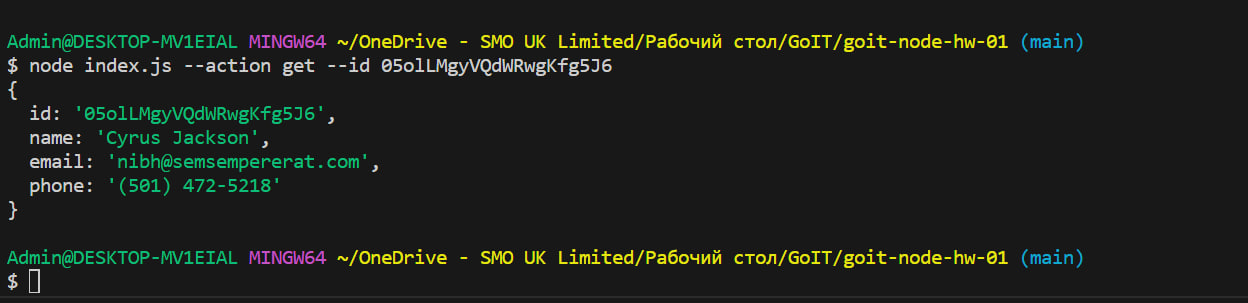 Admin@DESKTOP-MV1EIAL MINGW64 ~/OneDrive - SMO UK Limited/Рабочий стол/GoIT/goit-node-hw-01 (main)
$ node index.js --action get --id 05olLMgyVQdWRwgKfg5J6
{
  id: '05olLMgyVQdWRwgKfg5J6',
  name: 'Cyrus Jackson',
  email: 'nibh@semsempererat.com',
  phone: '(501) 472-5218'
}
Admin@DESKTOP-MV1EIAL MINGW64 ~/OneDrive - SMO UK Limited/Рабочий стол/GoIT/goit-node-hw-01 (main)
$